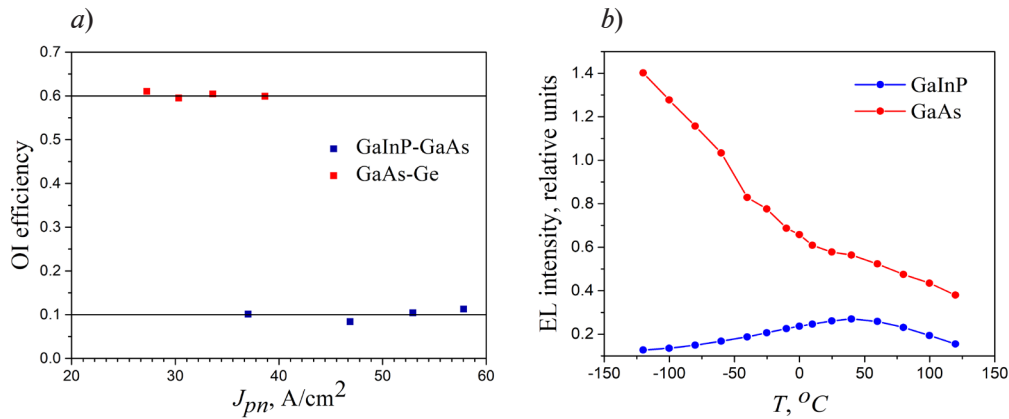 a)
OI efficiency
0.7
0.6
0.5
0.4
0.3
0.2
0.1
0.0
GaInP-GaAs
GaAs-Ge
20 30 40 50 60
Jpn, A/cm²
b)
EL intensity, relative units
1.4
1.2
1.0
0.8
0.6
0.4
0.2
GaInP
GaAs
-150 -100 -50 0 50 100 150
T, °C